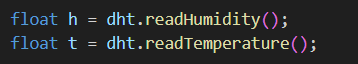 float h = dht.readHumidity();
float t = dht.readTemperature();